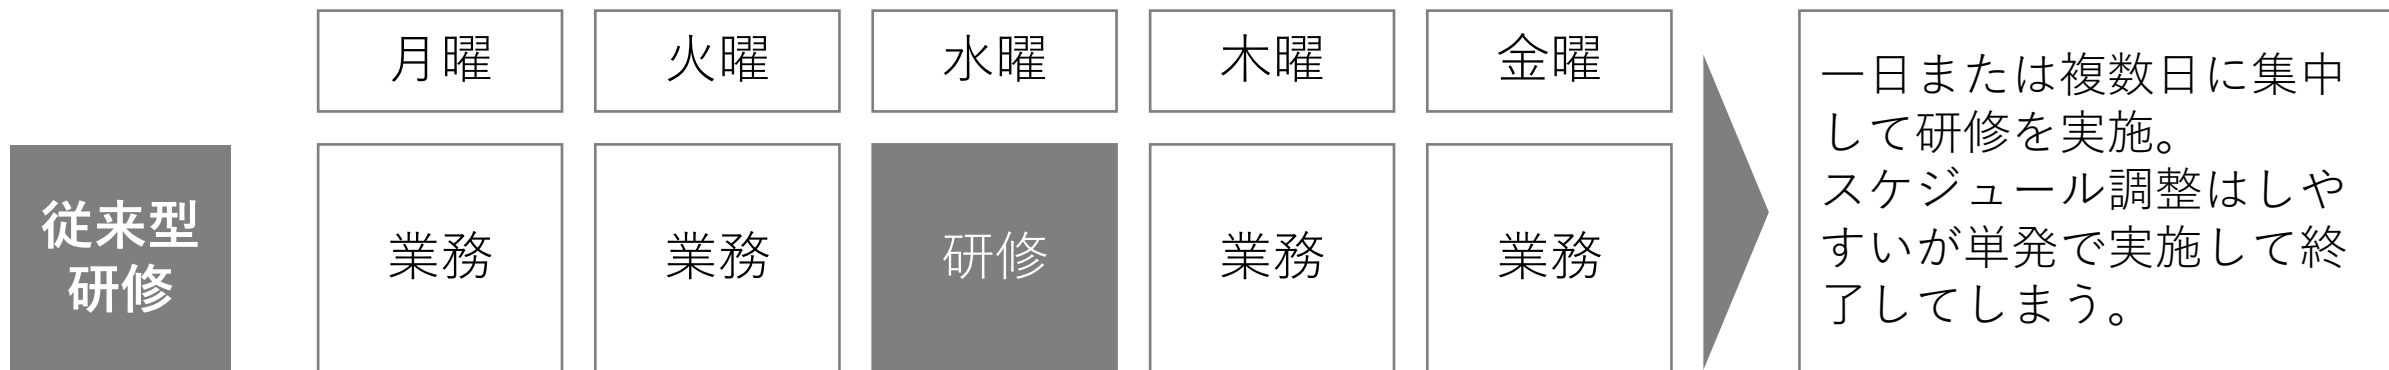 月曜 火曜 水曜 木曜 金曜
従来型
研修
業務 業務 研修 業務 業務
一日または複数日に集中
して研修を実施。
スケジュール調整はしや
すいが単発で実施して終
了してしまう。